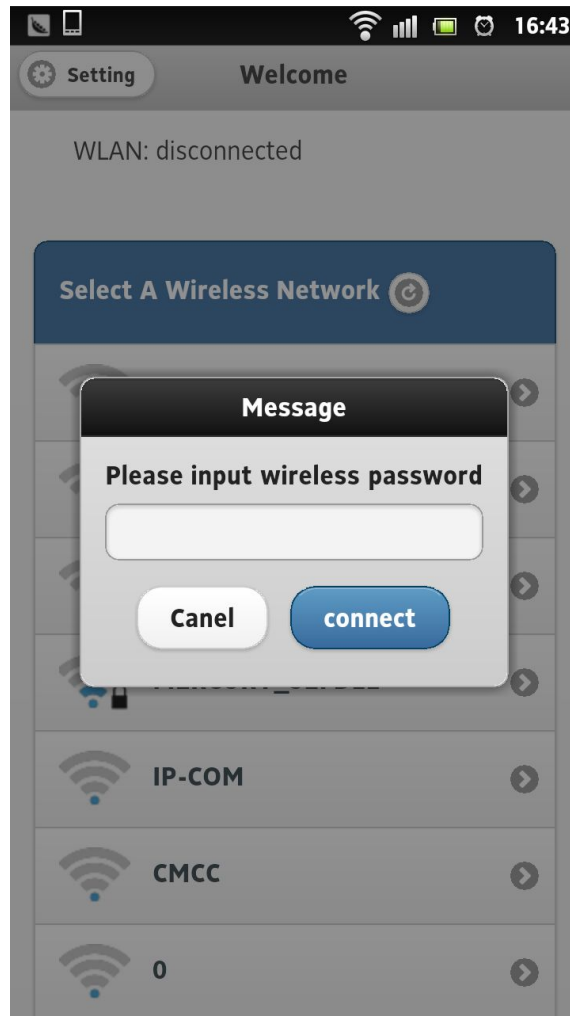 16:43
Setting Welcome
WLAN: disconnected
Select A Wireless Network
Message
Please input wireless password
Canel connect
IP-COM
CMCC
0